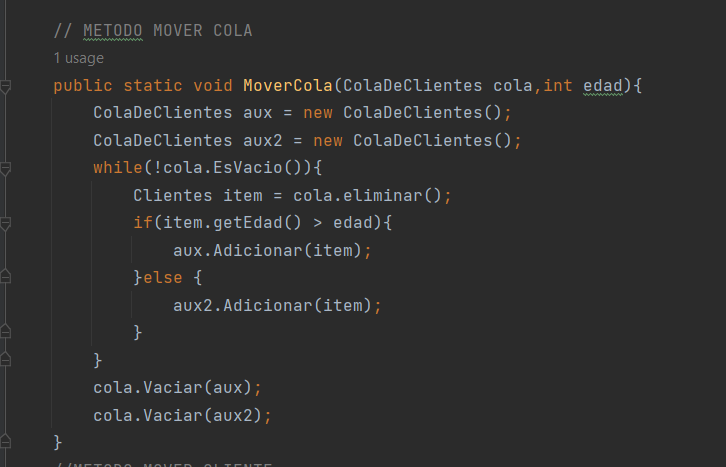 // METODO MOVER COLA
1 usage
public static void MoverCola(ColaDeClientes cola,int edad){
ColaDeClientes aux = new ColaDeClientes();
ColaDeClientes aux2 = new ColaDeClientes();
while(!cola.EsVacio()){
Clientes item = cola.eliminar();
if(item.getEdad() > edad){
aux.Adicionar(item);
}else {
aux2.Adicionar(item);
}
}
cola.Vaciar(aux);
cola.Vaciar(aux2);
}
//METODO MOVER CLIENTE